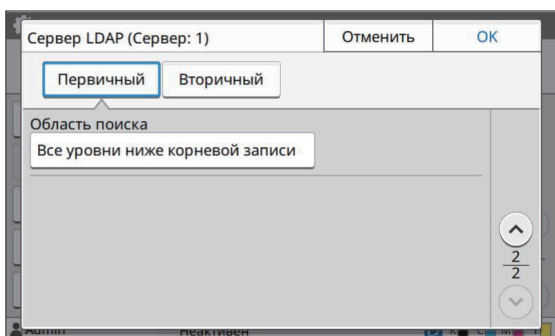 Сервер LDAP (Сервер: 1)
Отменить
OK
Первичный
Вторичный
Область поиска
Все уровни ниже корневой записи
2
2
Admin
Неактивен